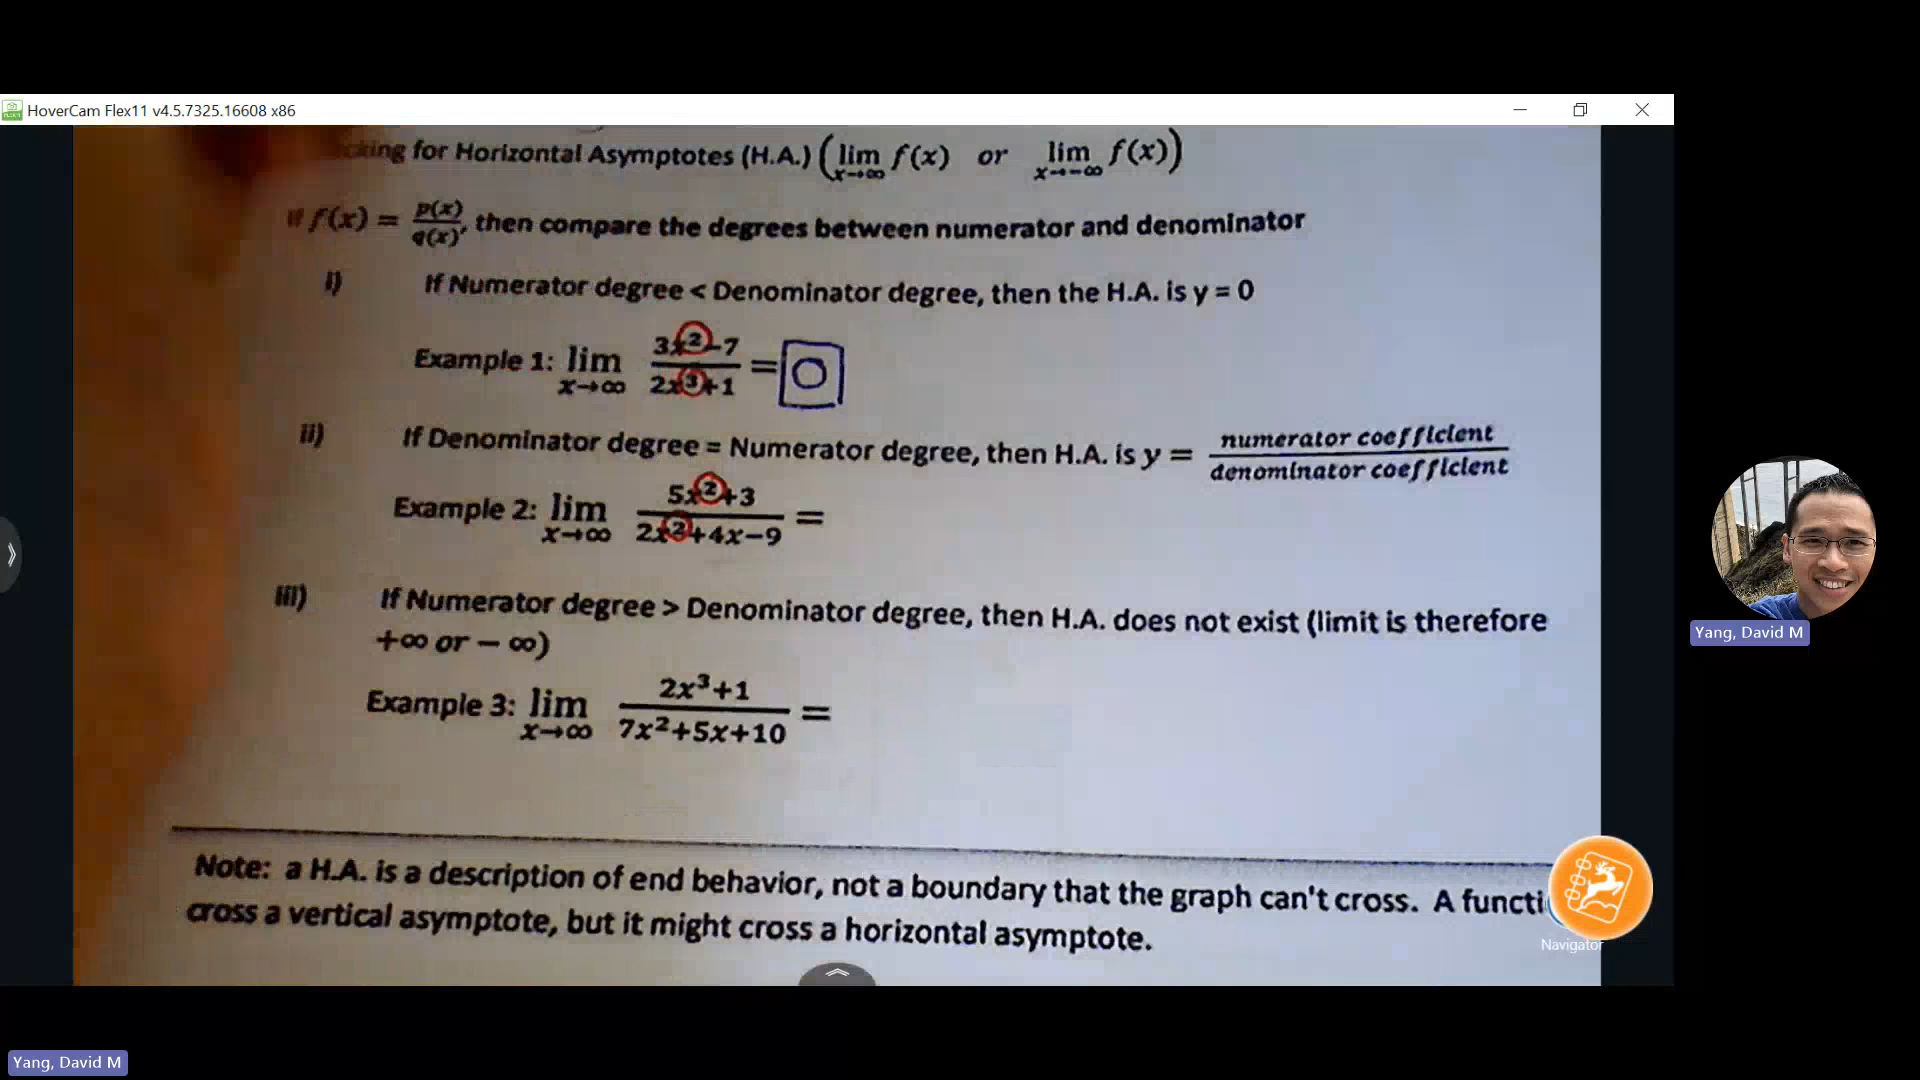 HoverCam Flex11 v4.5.7325.16608 x86
for Horizontal Asymptotes (H.A.) (lim x→∞ f(x) or lim x→-∞ f(x))
If f(x) = p(x)/q(x), then compare the degrees between numerator and denominator
i) If Numerator degree < Denominator degree, then the H.A. is y = 0
Example 1: lim x→∞ (3x²-7)/(2x³+1) = 0
ii) If Denominator degree = Numerator degree, then H.A. is y = numerator coefficient/denominator coefficient
Example 2: lim x→∞ (5x²+3)/(2x²+4x-9) =
iii) If Numerator degree > Denominator degree, then H.A. does not exist (limit is therefore
+∞ or - ∞)
Example 3: lim x→∞ (2x³+1)/(7x²+5x+10) =
Note: a H.A. is a description of end behavior, not a boundary that the graph can't cross. A
cross a vertical asymptote, but it might cross a horizontal asymptote.
Navigator
Yang, David M
Yang, David M